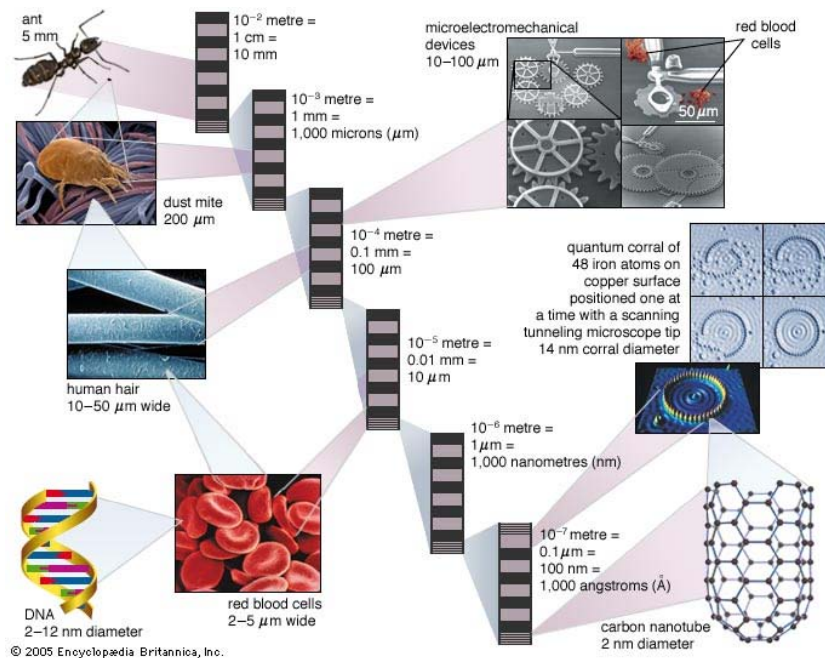 ant
5 mm
10⁻² metre =
1 cm =
10 mm
10⁻³ metre =
1 mm =
1,000 microns (µm)
microelectromechanical
devices
10–100 µm
red blood
cells
50 µm
dust mite
200 µm
10⁻⁴ metre =
0.1 mm =
100 µm
quantum corral of
48 iron atoms on
copper surface
positioned one at
a time with a scanning
tunneling microscope tip
14 nm corral diameter
human hair
10–50 µm wide
10⁻⁵ metre =
0.01 mm =
10 µm
10⁻⁶ metre =
1 µm =
1,000 nanometres (nm)
10⁻⁷ metre =
0.1 µm =
100 nm =
1,000 angstroms (Å)
DNA
2–12 nm diameter
red blood cells
2–5 µm wide
carbon nanotube
2 nm diameter
© 2005 Encyclopædia Britannica, Inc.